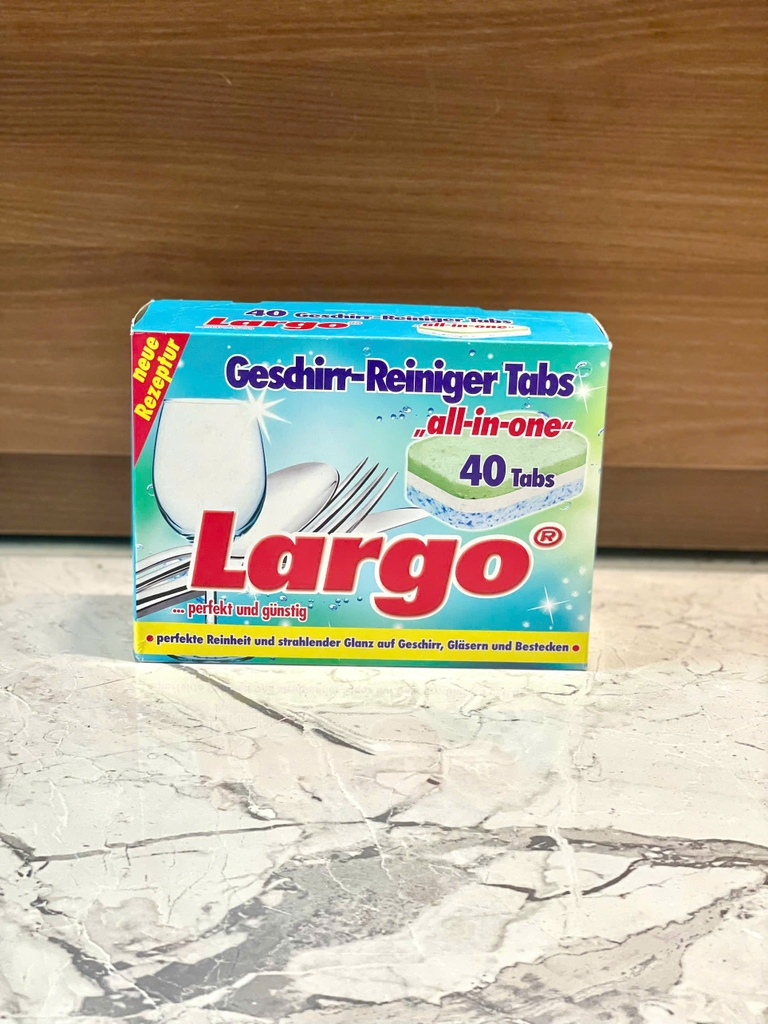 40 Geschirr-Reiniger Tabs
Largo
„all-in-one“
neue
Rezeptur
Geschirr-Reiniger Tabs
„all-in-one“
40 Tabs
Largo®
... perfekt und günstig
• perfekte Reinheit und strahlender Glanz auf Geschirr, Gläsern und Bestecken •